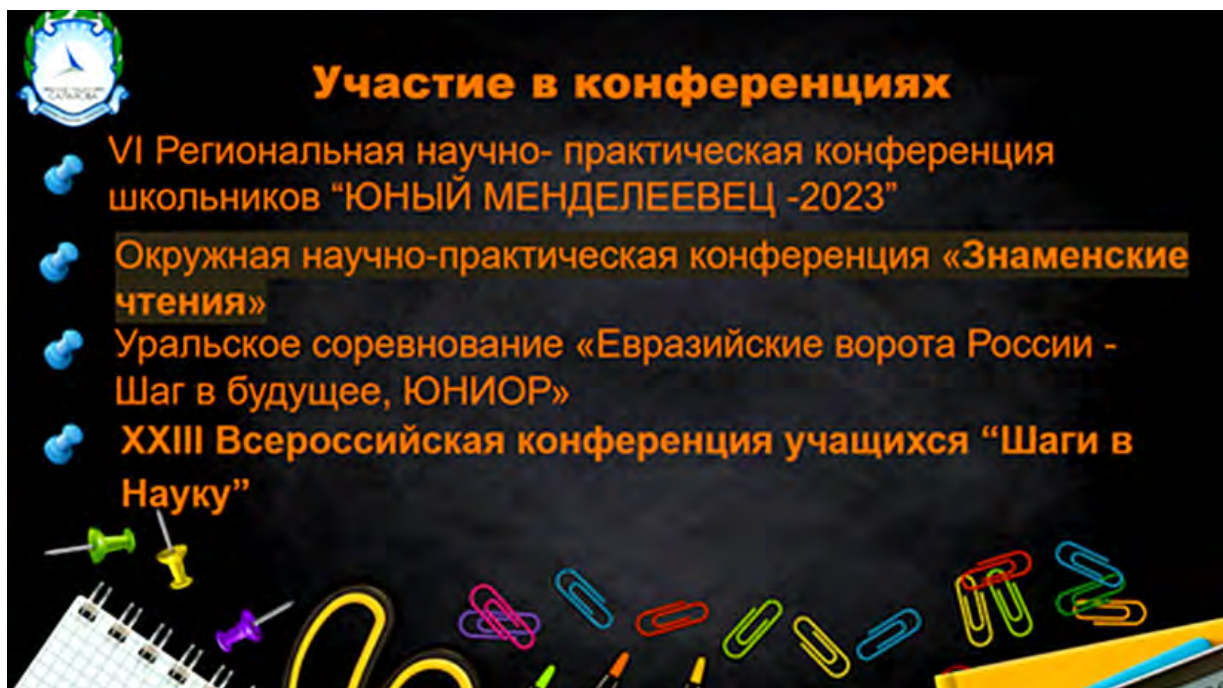 Участие в конференциях
VI Региональная научно- практическая конференция
школьников “ЮНЫЙ МЕНДЕЛЕЕВЕЦ -2023”
Окружная научно-практическая конференция «Знаменские
чтения»
Уральское соревнование «Евразийские ворота России -
Шаг в будущее, ЮНИОР»
XXIII Всероссийская конференция учащихся “Шаги в
Науку”